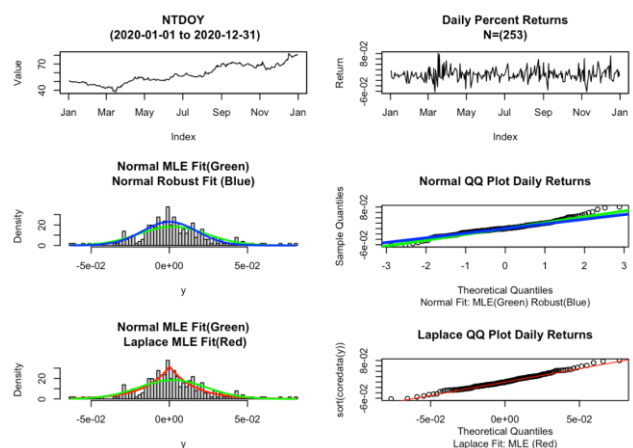 NTDOY
(2020-01-01 to 2020-12-31)
Value
40 70
Jan Mar May Jul Sep Nov Jan
Index
Daily Percent Returns
N=(253)
Return
-6e-02 8e-02
Jan Mar May Jul Sep Nov Jan
Index
Normal MLE Fit(Green)
Normal Robust Fit (Blue)
Density
0 20
-5e-02 0e+00 5e-02
y
Normal QQ Plot Daily Returns
Sample Quantiles
-6e-02 8e-02
-3 -2 -1 0 1 2 3
Theoretical Quantiles
Normal Fit: MLE(Green) Robust(Blue)
Normal MLE Fit(Green)
Laplace MLE Fit(Red)
Density
0 20
-5e-02 0e+00 5e-02
y
Laplace QQ Plot Daily Returns
sort(coredata(y))
-6e-02 8e-02
-5e-02 0e+00 5e-02
Theoretical Quantiles
Laplace Fit: MLE (Red)